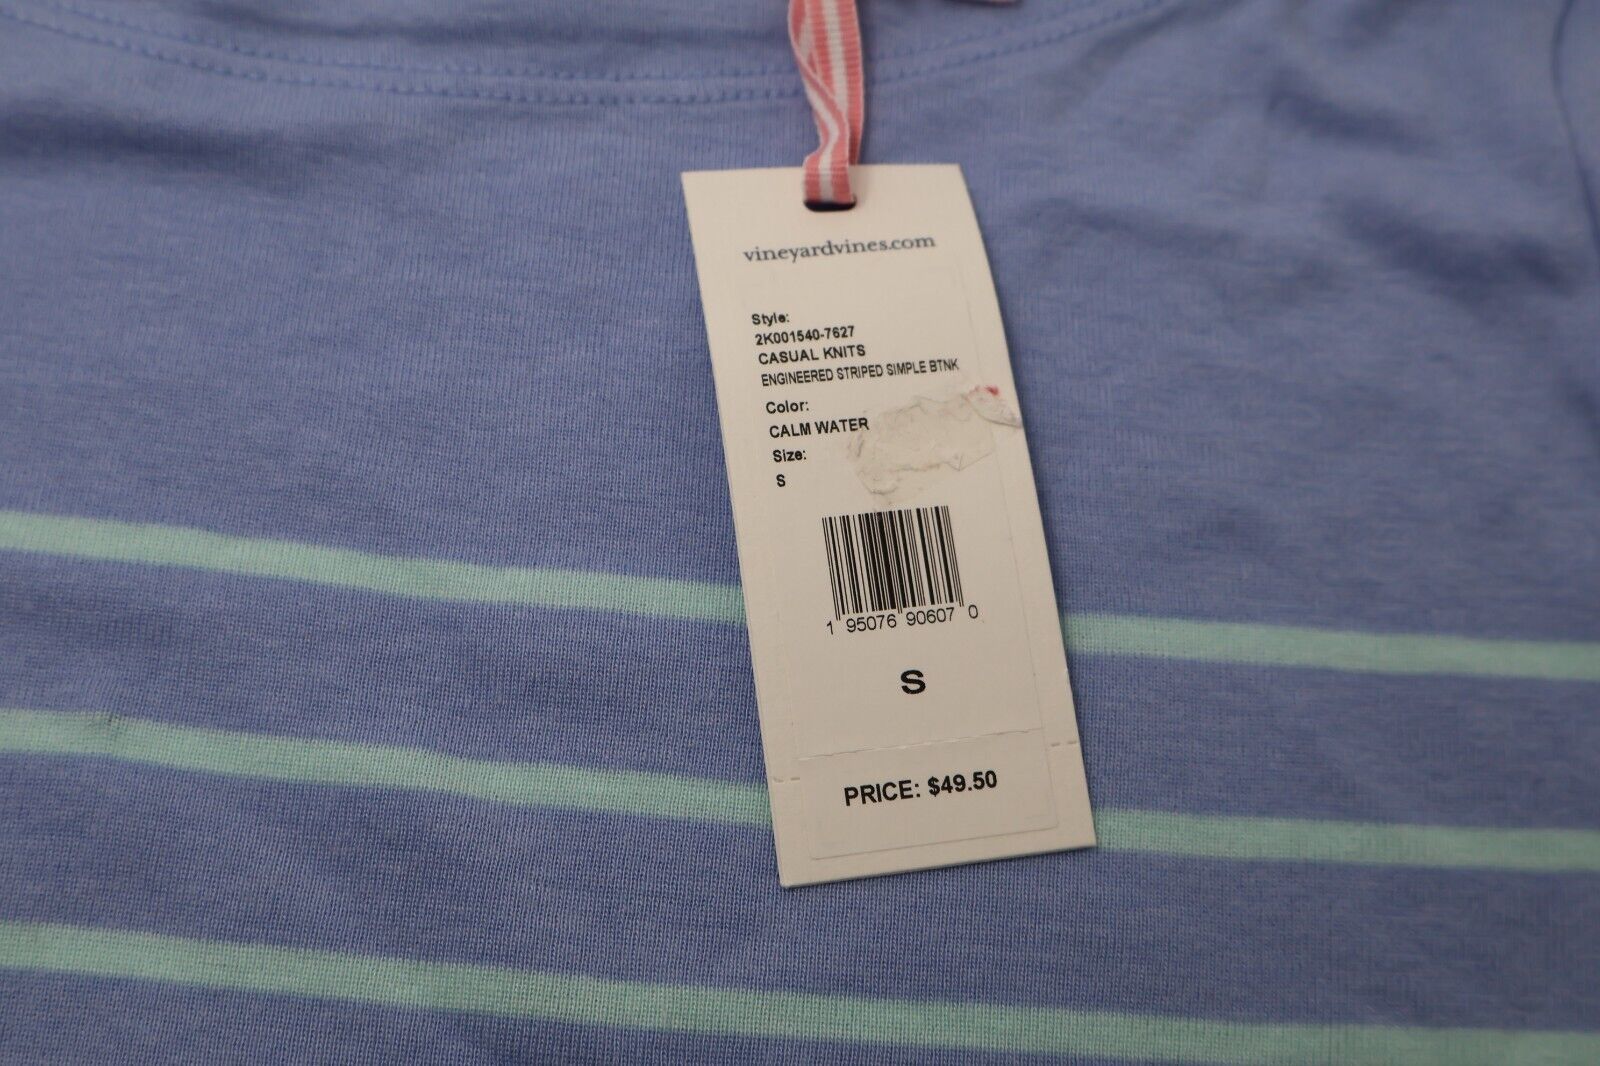 vineyardvines.com
Style:
2K001540-7627
CASUAL KNITS
ENGINEERED STRIPED SIMPLE BTNK
Color:
CALM WATER
Size:
S
1 95076 90607 0
S
PRICE: $49.50